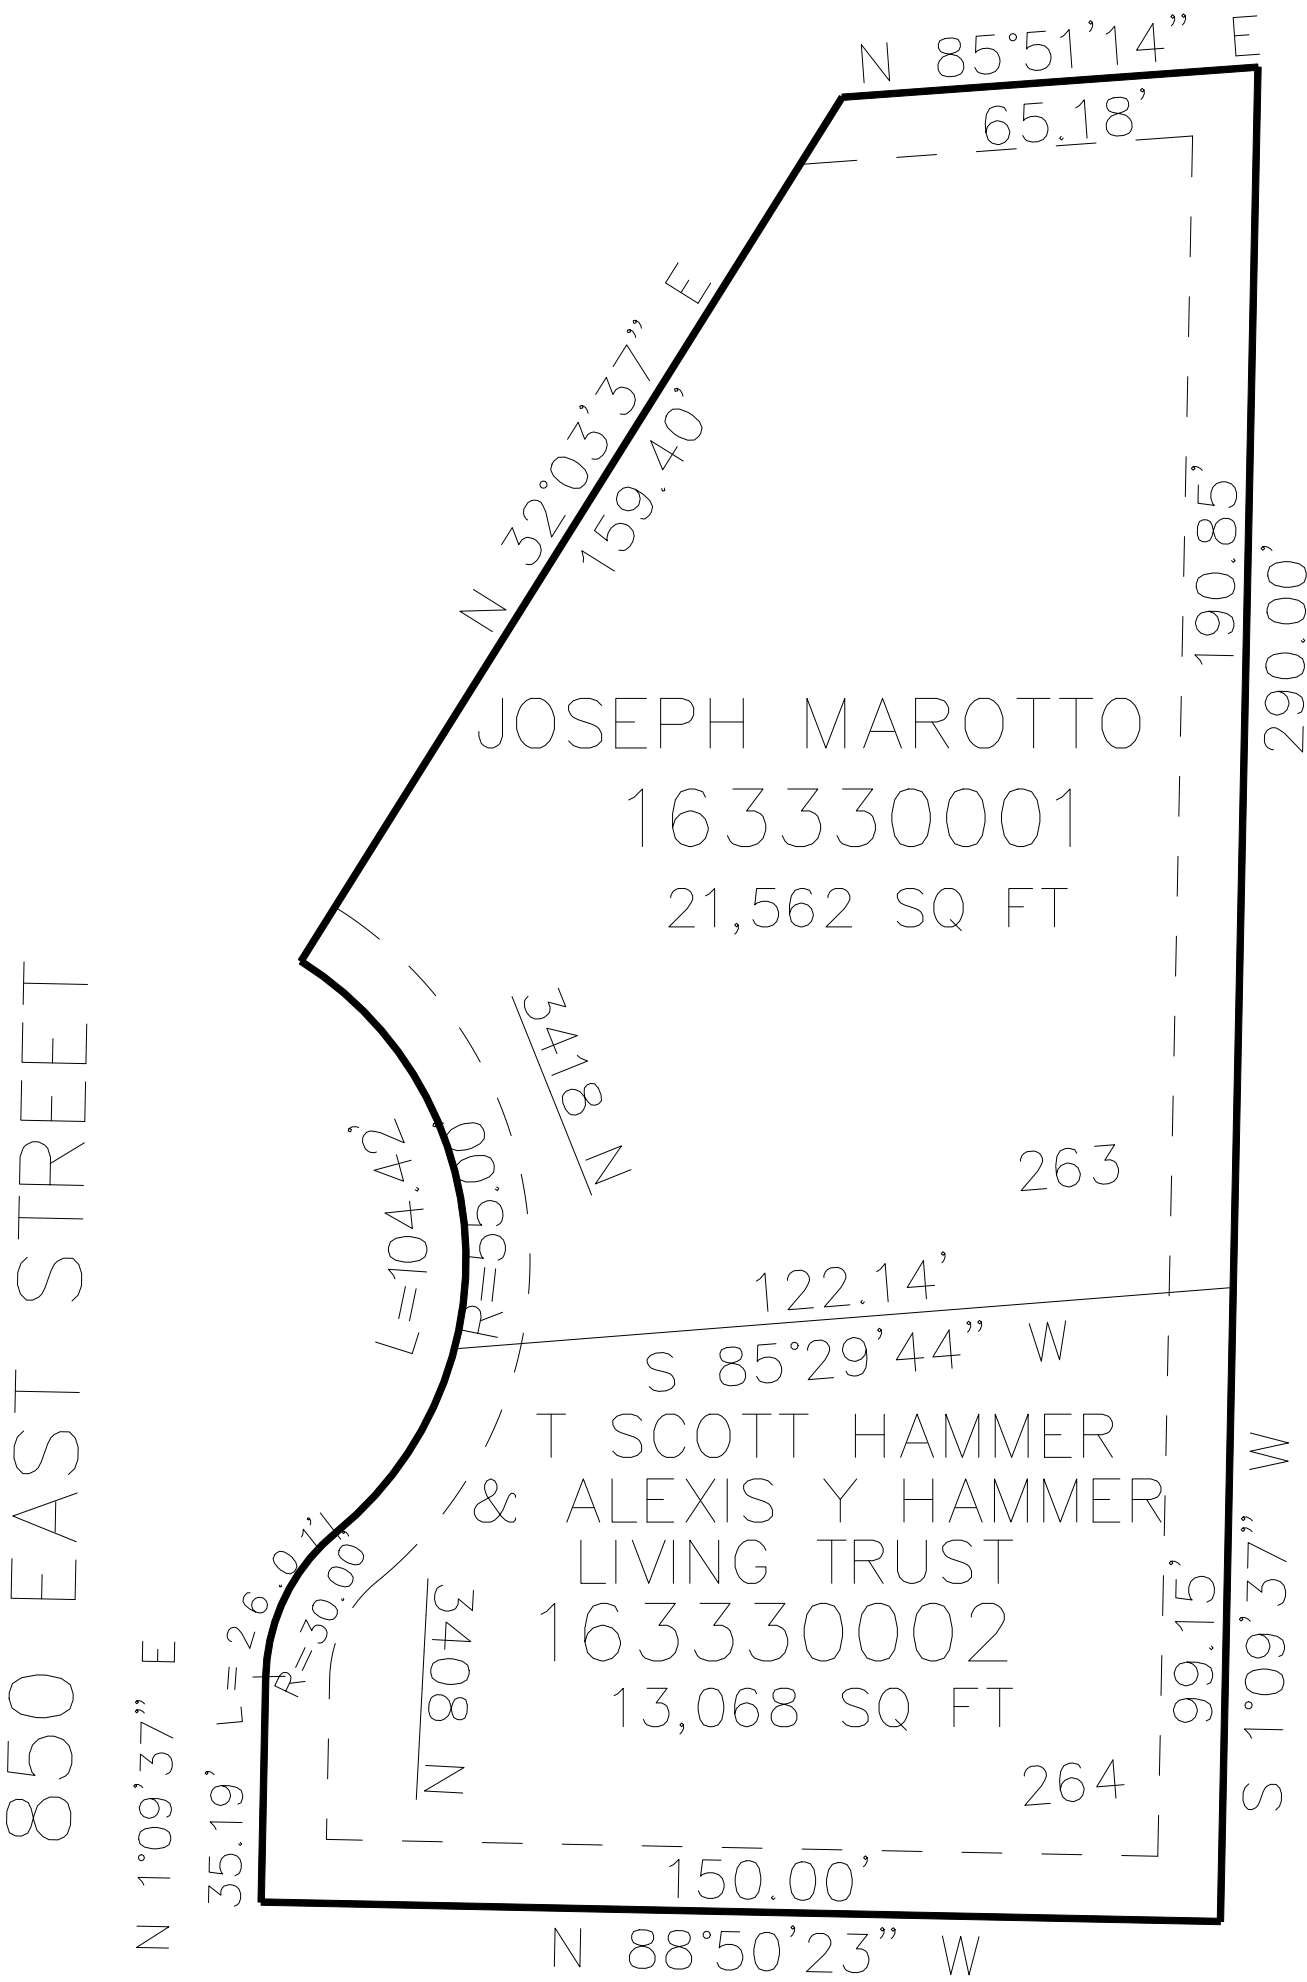 N 85°51'14" E
65.18'
N 32°03'37" E
159.40'
190.85'
290.00'
JOSEPH MAROTTO
163330001
21,562 SQ FT
3418 N
263
L=104.42'
R=55.00'
122.14'
S 85°29'44" W
T SCOTT HAMMER
& ALEXIS Y HAMMER
LIVING TRUST
163330002
13,068 SQ FT
3408 N
264
99.15'
S 1°09'37" W
L=26.01'
R=30.00'
35.19'
N 1°09'37" E
850 EAST STREET
150.00'
N 88°50'23" W